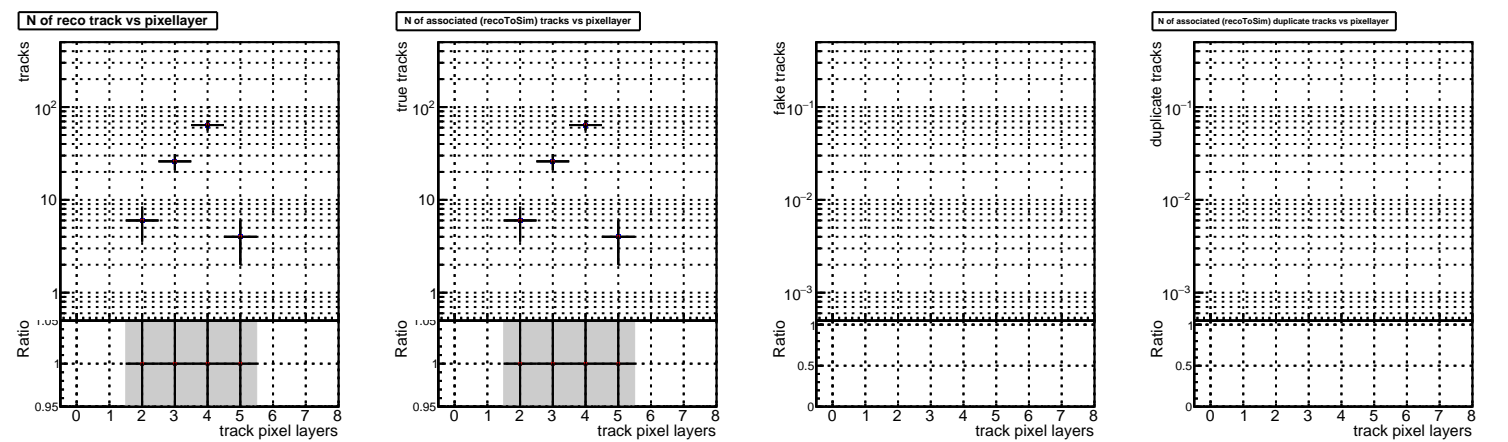 N of reco track vs pixellayer
tracks
10²
10
1
Ratio
1.05
1
0.95
0 1 2 3 4 5 6 7 8
track pixel layers
N of associated (recoToSim) tracks vs pixellayer
true tracks
10²
10
1
Ratio
1.05
1
0.95
0 1 2 3 4 5 6 7 8
track pixel layers
fake tracks
10⁻¹
10⁻²
10⁻³
Ratio
1
0.5
0
0 1 2 3 4 5 6 7 8
track pixel layers
N of associated (recoToSim) duplicate tracks vs pixellayer
duplicate tracks
10⁻¹
10⁻²
10⁻³
Ratio
1
0.5
0
0 1 2 3 4 5 6 7 8
track pixel layers